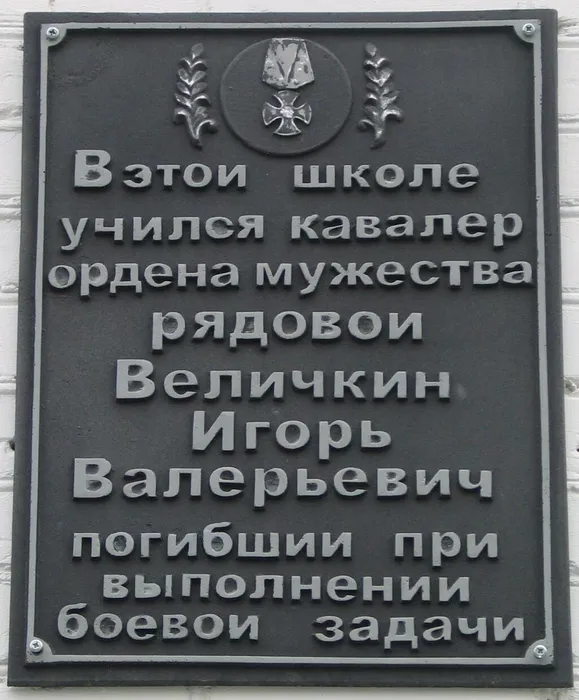 В этои школе
учился кавалер
ордена мужества
рядовои
Величкин
Игорь
Валерьевич
погибшии при
выполнении
боевои задачи